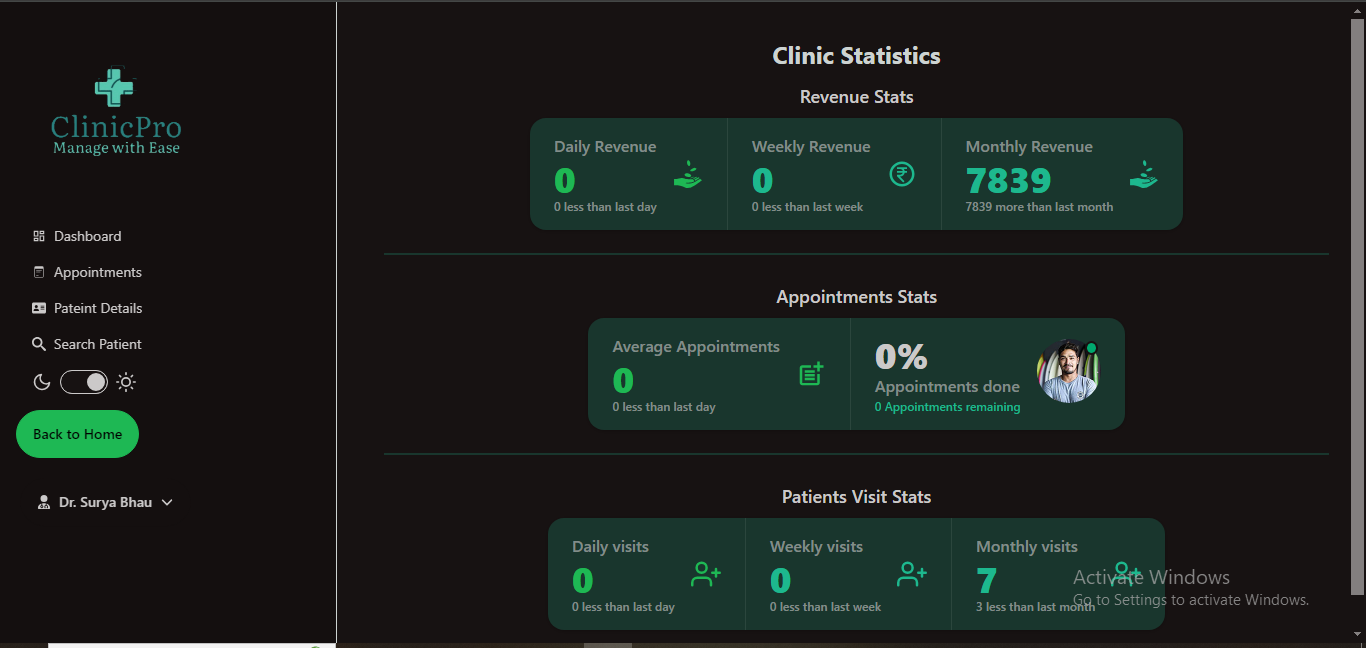 ClinicPro
Manage with Ease
Dashboard
Appointments
Pateint Details
Search Patient
Back to Home
Dr. Surya Bhau
Clinic Statistics
Revenue Stats
Daily Revenue
0
0 less than last day
Weekly Revenue
0
0 less than last week
Monthly Revenue
7839
7839 more than last month
Appointments Stats
Average Appointments
0
0 less than last day
0%
Appointments done
0 Appointments remaining
Patients Visit Stats
Daily visits
0
0 less than last day
Weekly visits
0
0 less than last week
Monthly visits
7
3 less than last month
Activate Windows
Go to Settings to activate Windows.